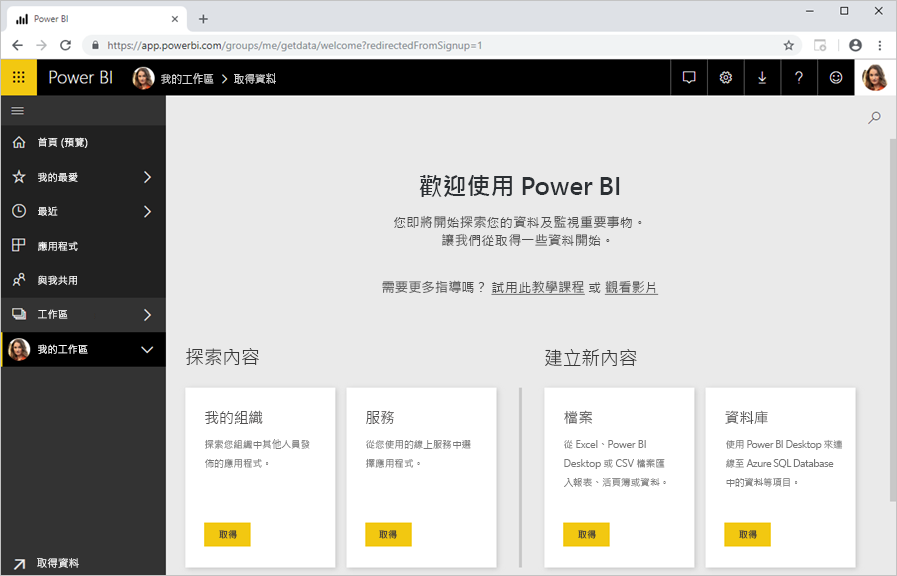 Power BI
https://app.powerbi.com/groups/me/getdata/welcome?redirectedFromSignup=1
Power BI 我的工作區 取得資料
首頁 (預覽)
我的最愛
最近
應用程式
與我共用
工作區
我的工作區
取得資料
歡迎使用 Power BI
您即將開始探索您的資料及監視重要事物。
讓我們從取得一些資料開始。
需要更多指導嗎？ 試用此教學課程 或 觀看影片
探索內容
我的組織
探索您組織中其他人員發
佈的應用程式。
取得
服務
從您使用的線上服務中選
擇應用程式。
取得
建立新內容
檔案
從 Excel、Power BI
Desktop 或 CSV 檔案匯
入報表、活頁簿或資料。
取得
資料庫
使用 Power BI Desktop 來連
線至 Azure SQL Database
中的資料等項目。
取得